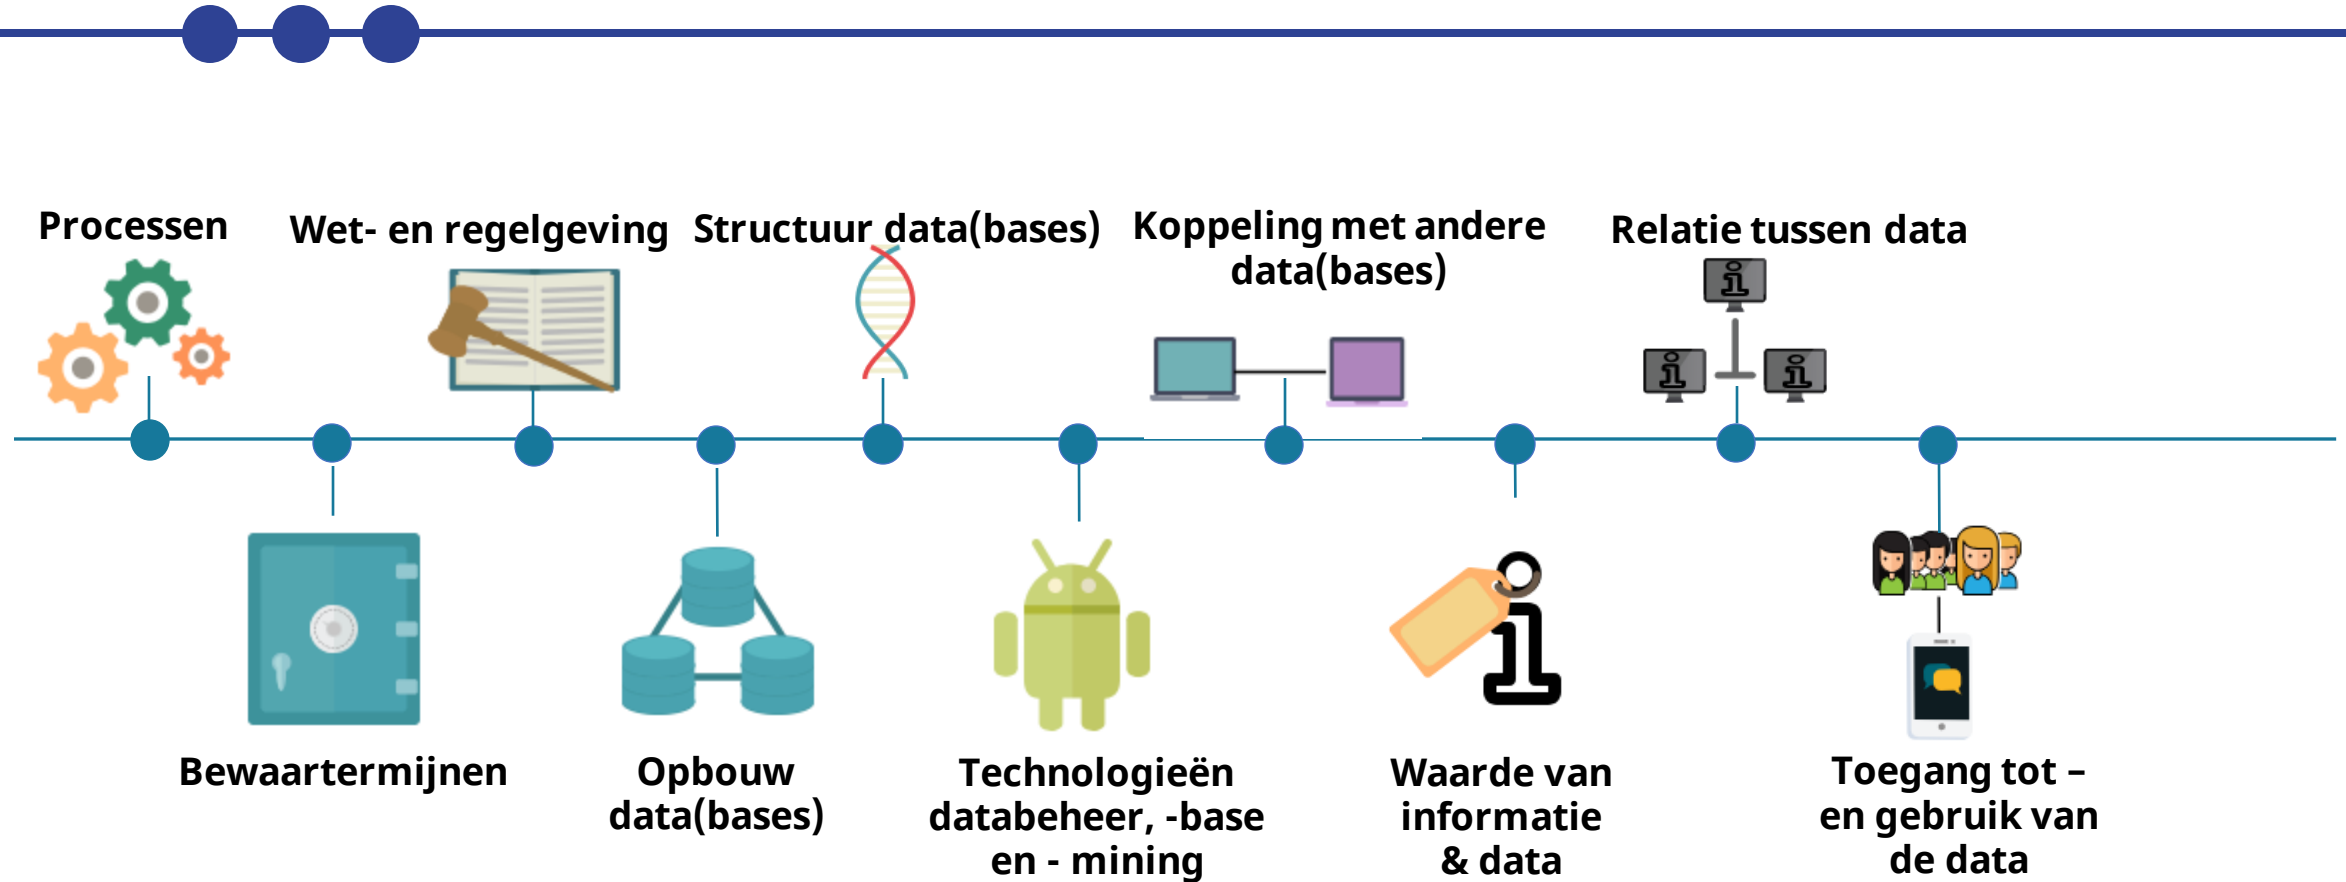 Processen
Wet- en regelgeving
Structuur data(bases)
Koppeling met andere
data(bases)
Relatie tussen data
Bewaartermijnen
Opbouw
data(bases)
Technologieën
databeheer, -base
en - mining
Waarde van
informatie
& data
Toegang tot –
en gebruik van
de data